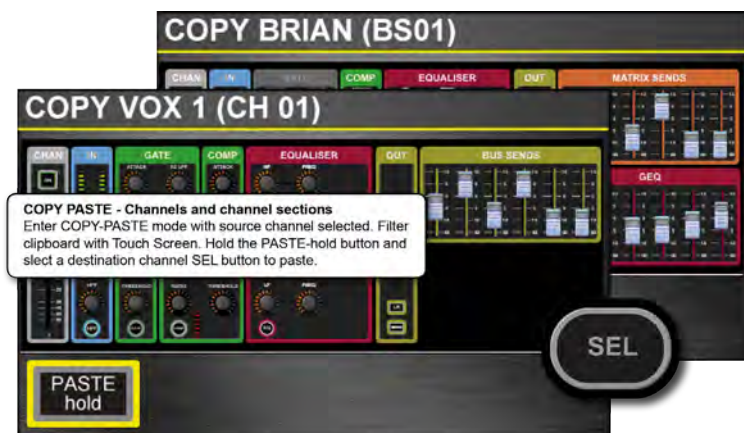 COPY BRIAN (BS01)
CHAN IN COMP EQUALISER OUT MATRIX SENDS
COPY VOX 1 (CH 01)
CHAN IN GATE COMP EQUALISER OUT BUS SENDS
GEQ
COPY PASTE - Channels and channel sections
Enter COPY-PASTE mode with source channel selected. Filter
clipboard with Touch Screen. Hold the PASTE-hold button and
slect a destination channel SEL button to paste.
THRESHOLD RATIO THRESHOLD
SEL
PASTE
hold